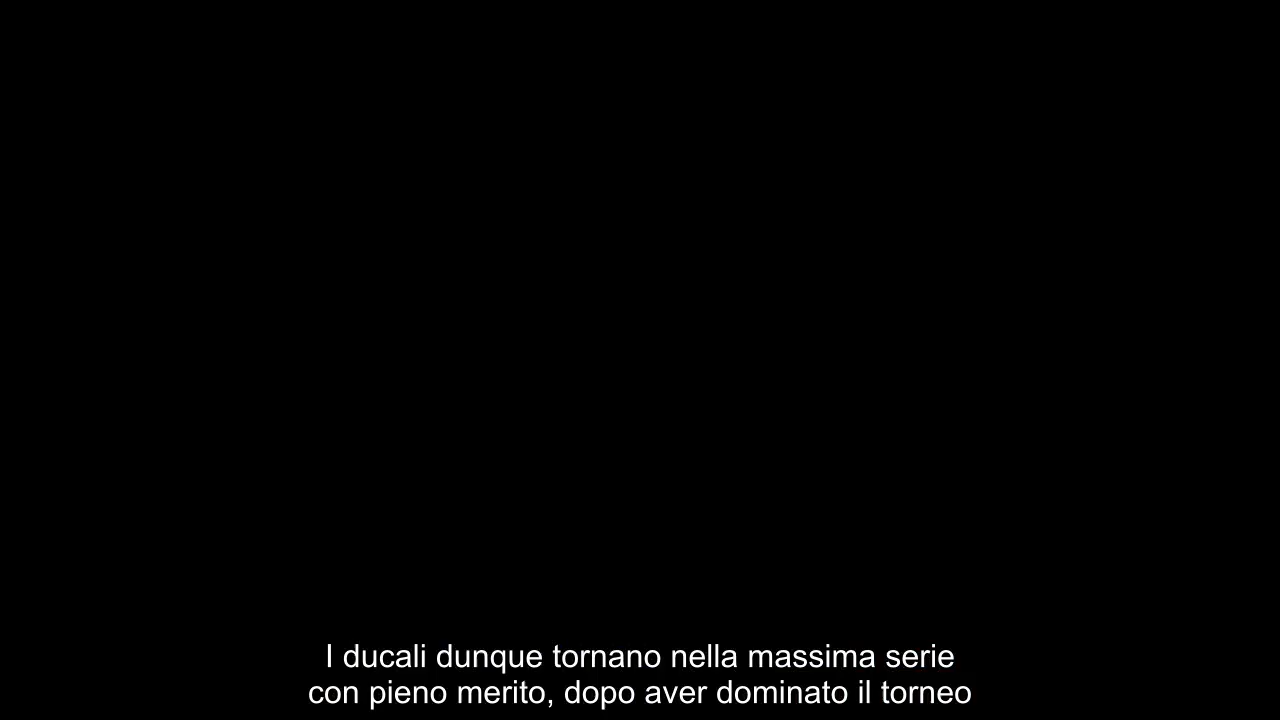 I ducali dunque tornano nella massima serie
con pieno merito, dopo aver dominato il torneo